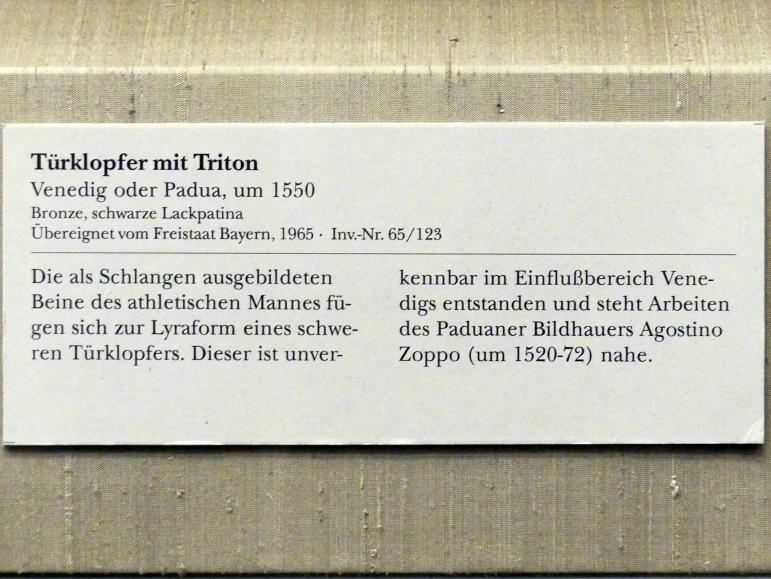 Türklopfer mit Triton
Venedig oder Padua, um 1550
Bronze, schwarze Lackpatina
Übereignet vom Freistaat Bayern, 1965 · Inv.-Nr. 65/123
Die als Schlangen ausgebildeten
Beine des athletischen Mannes fü-
gen sich zur Lyraform eines schwe-
ren Türklopfers. Dieser ist unver-
kennbar im Einflußbereich Vene-
digs entstanden und steht Arbeiten
des Paduaner Bildhauers Agostino
Zoppo (um 1520-72) nahe.